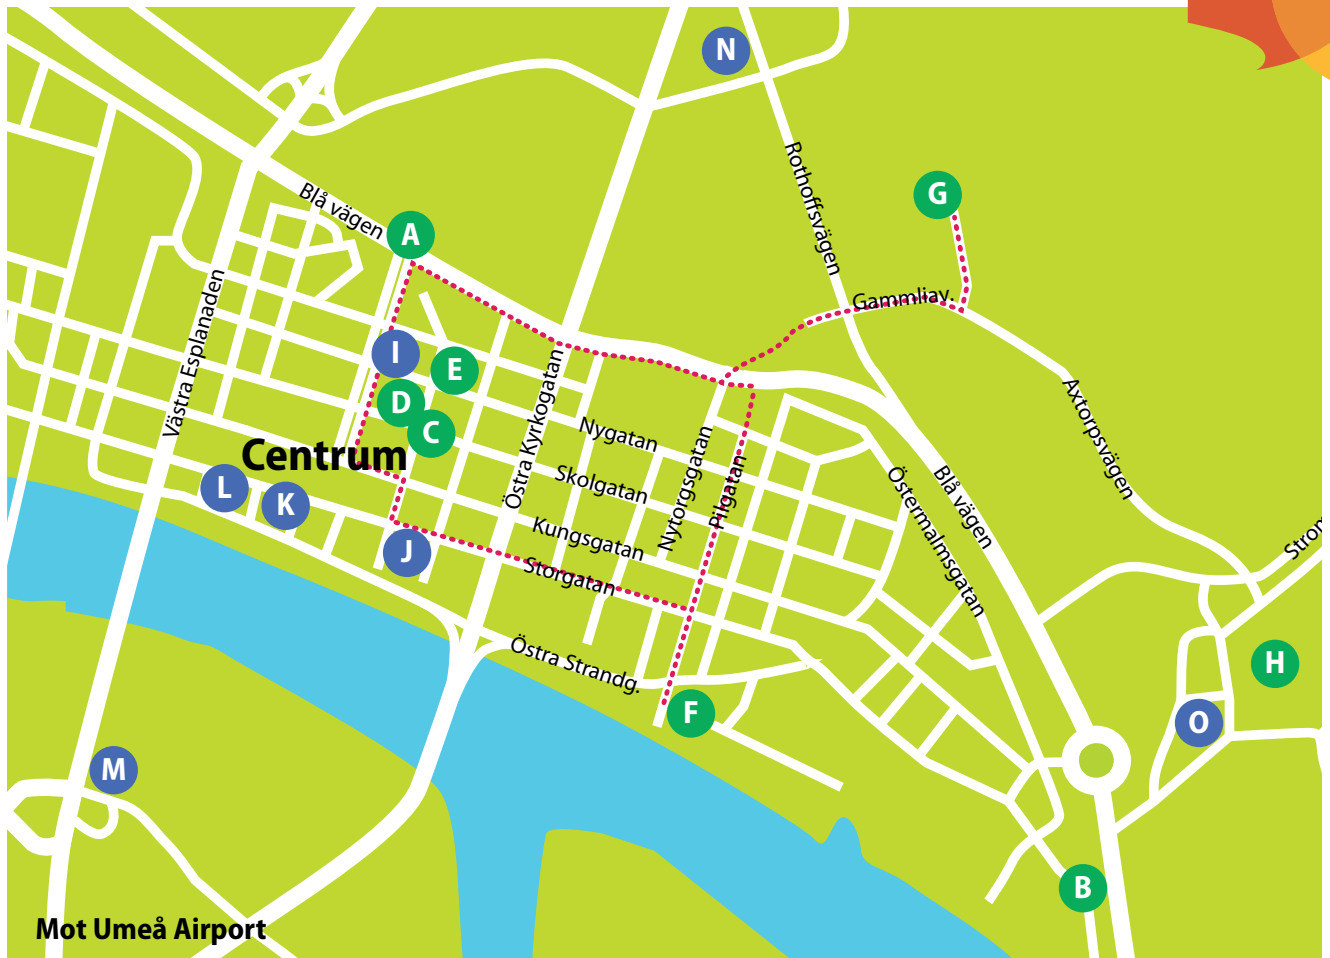 N
Rothoffsvägen
G
Blå vägen
A
Gammliav.
Västra Esplanaden
I
E
D
C
Östra Kyrkogatan
Nygatan
Axtorpsvägen
Centrum
Skolgatan
Nytorgsgatan
Pilgatan
Östermalmsgatan
Blå vägen
L
K
J
Kungsgatan
Storgatan
Stron
Östra Strandg.
H
F
O
M
B
Mot Umeå Airport